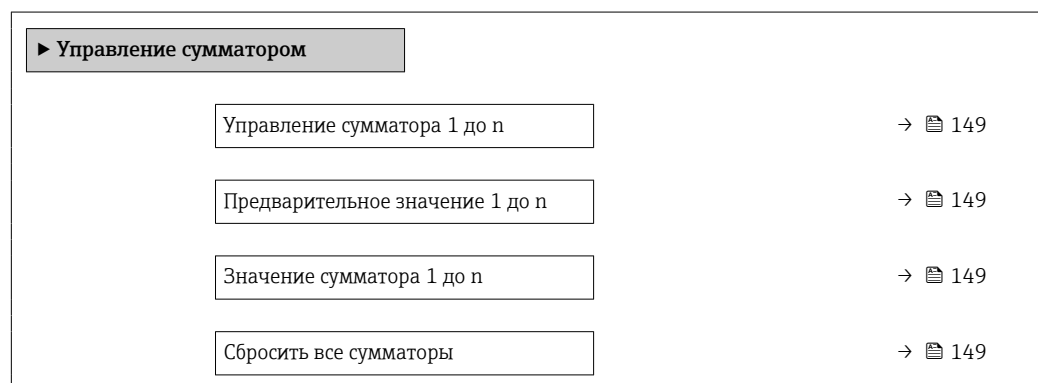 ► Управление сумматором
Управление сумматора 1 до n → 149
Предварительное значение 1 до n → 149
Значение сумматора 1 до n → 149
Сбросить все сумматоры → 149